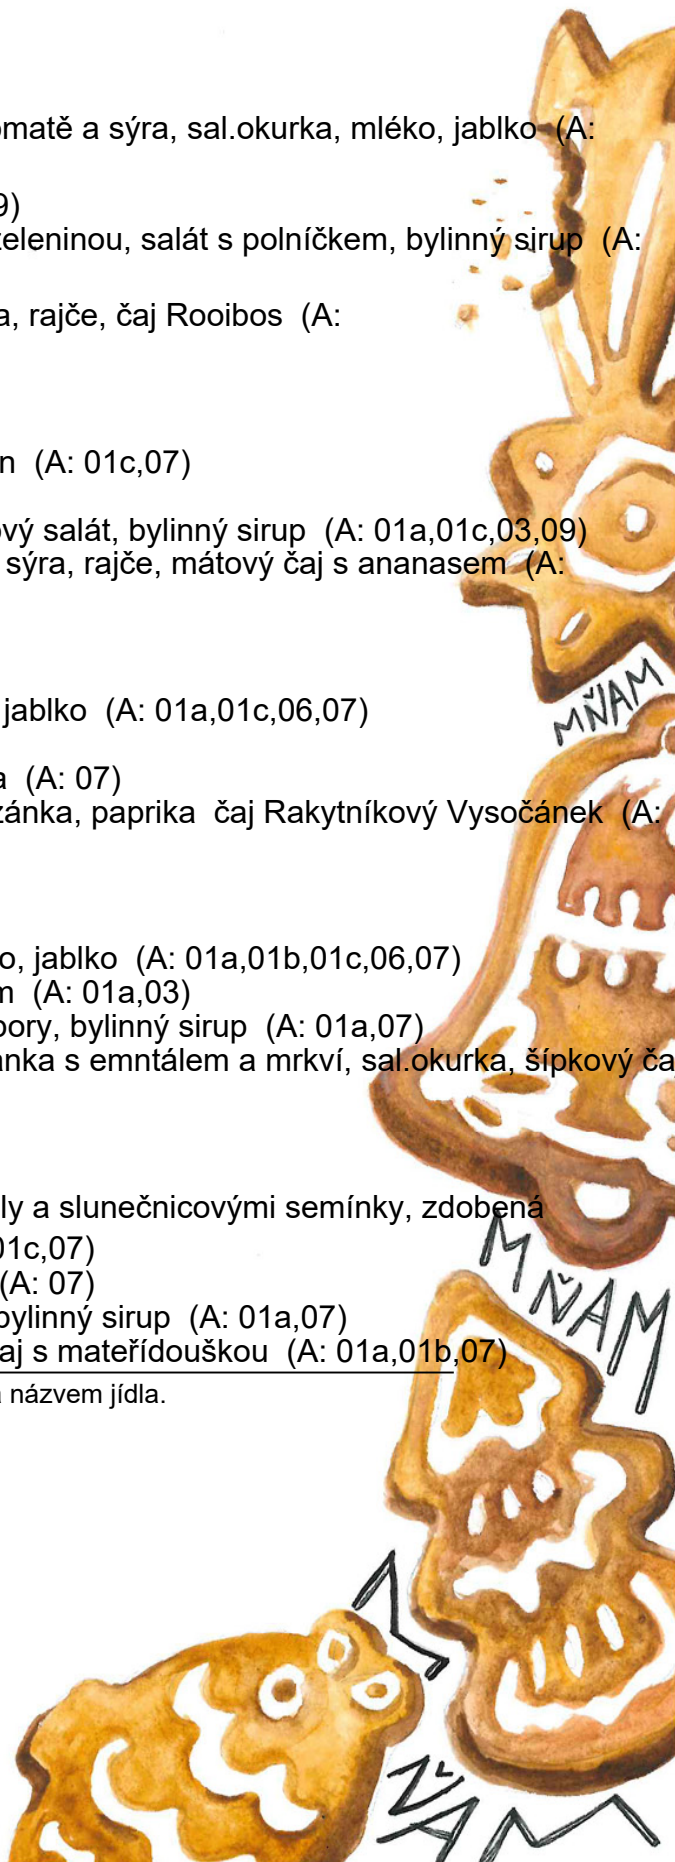 omatě a sýra, sal.okurka, mléko, jablko (A:
9)
zeleninou, salát s polníčkem, bylinný sirup (A:
a, rajče, čaj Rooibos (A:
n (A: 01c,07)
ový salát, bylinný sirup (A: 01a,01c,03,09)
sýra, rajče, mátový čaj s ananasem (A:
MŇAM
jablko (A: 01a,01c,06,07)
a (A: 07)
zánka, paprika čaj Rakytníkový Vysočánek (A:
o, jablko (A: 01a,01b,01c,06,07)
m (A: 01a,03)
bory, bylinný sirup (A: 01a,07)
anka s emntálem a mrkví, sal.okurka, šípkový ča
ly a slunečnicovými semínky, zdobená
01c,07)
MŇAM
(A: 07)
bylinný sirup (A: 01a,07)
aj s mateřídouškou (A: 01a,01b,07)
a názvem jídla.
MŇAM